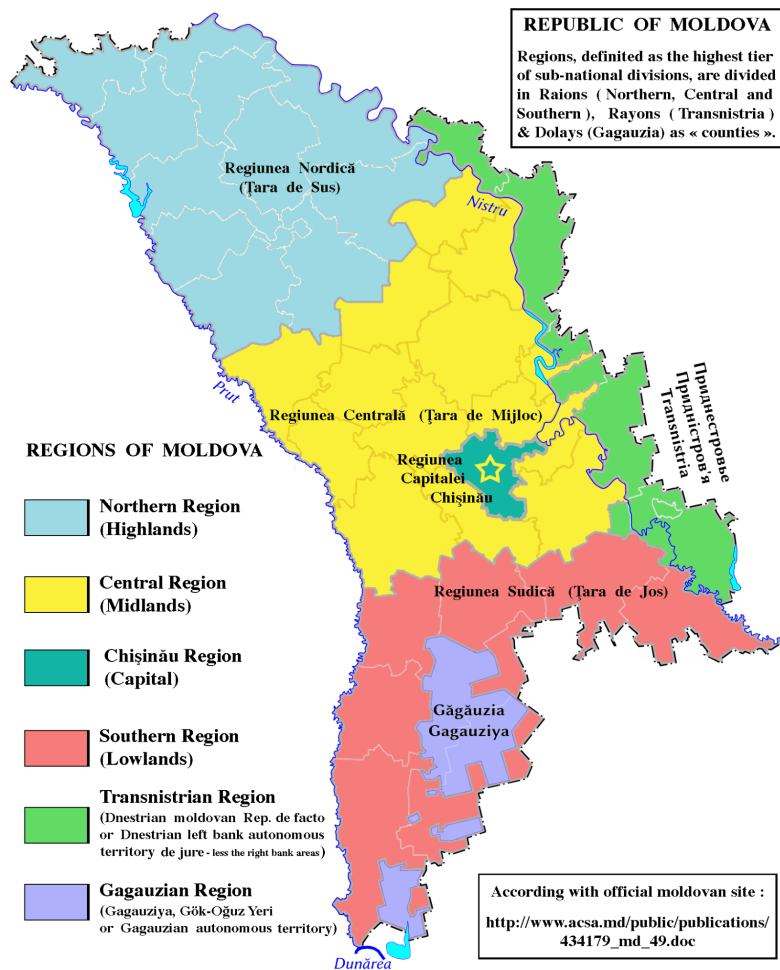 REPUBLIC OF MOLDOVA
Regions, definited as the highest tier
of sub-national divisions, are divided
in Raions ( Northern, Central and
Southern ), Rayons ( Transnistria )
& Dolays (Gagauzia) as « counties ».
Regiunea Nordică
(Ţara de Sus)
Nistru
Prut
Regiunea Centrală (Ţara de Mijloc)
Regiunea
Capitalei
Chişinău
Приднестровье
Придністров'я
Transnistria
Regiunea Sudică (Ţara de Jos)
Găgăuzia
Gagauziya
Dunărea
REGIONS OF MOLDOVA
Northern Region
(Highlands)
Central Region
(Midlands)
Chişinău Region
(Capital)
Southern Region
(Lowlands)
Transnistrian Region
(Dnestrian moldovan Rep. de facto
or Dnestrian left bank autonomous
territory de jure - less the right bank areas)
Gagauzian Region
(Gagauziya, Gök-Oğuz Yeri
or Gagauzian autonomous territory)
According with official moldovan site :
http://www.acsa.md/public/publications/
434179_md_49.doc